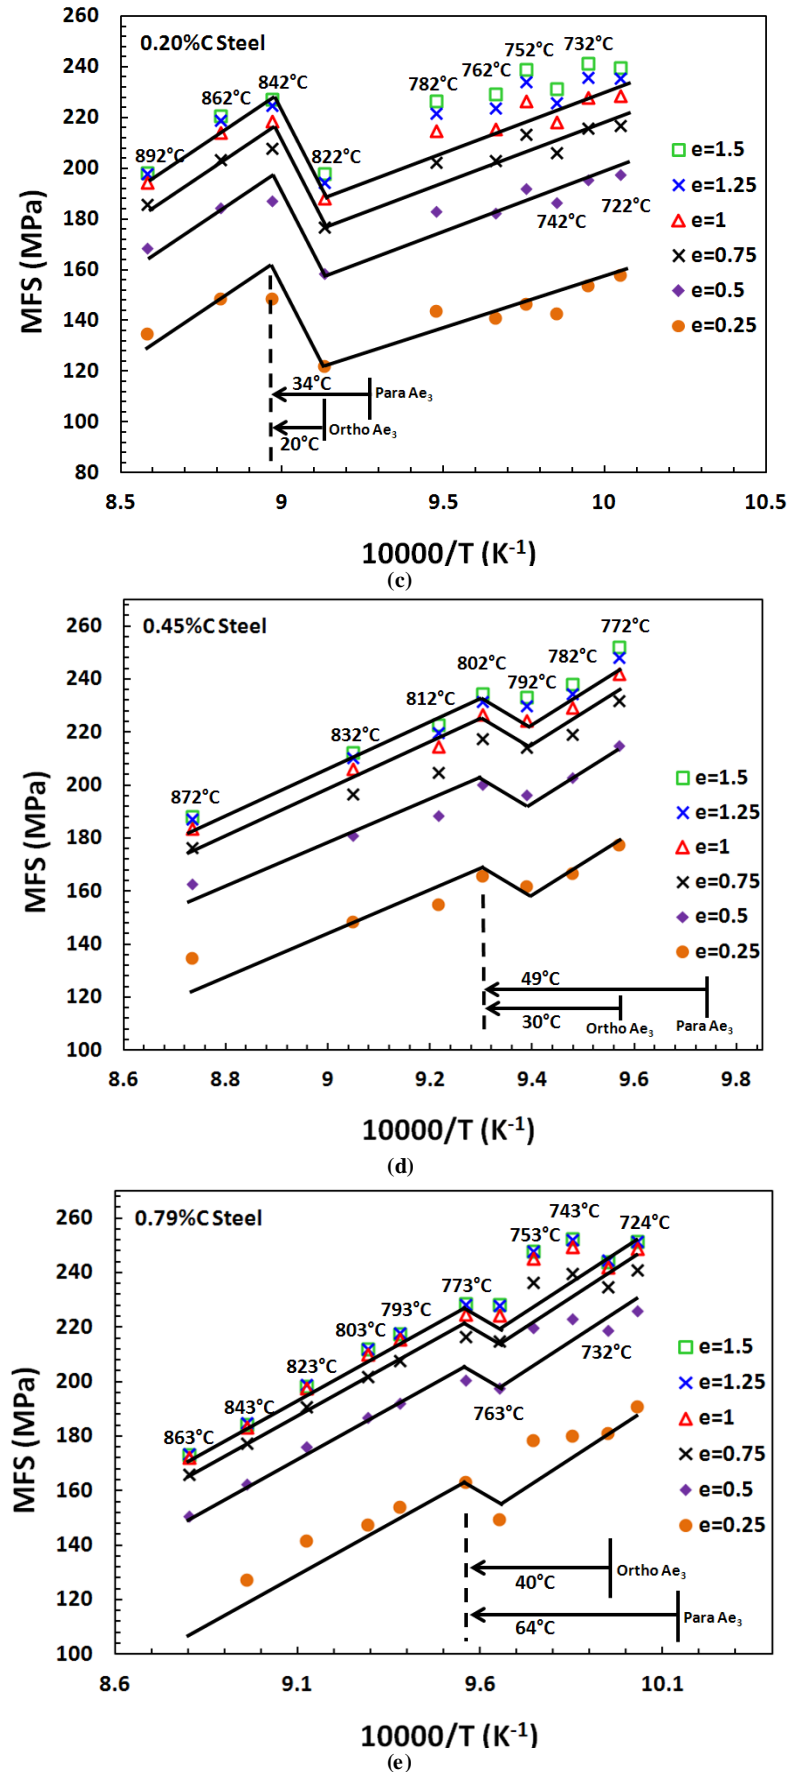 260
0.20%C Steel
240
220
200
180
160
140
120
100
80
MFS (MPa)
892°C
862°C
842°C
822°C
782°C
762°C
752°C
732°C
742°C
722°C
e=1.5
e=1.25
e=1
e=0.75
e=0.5
e=0.25
34°C
Para Ae3
20°C
Ortho Ae3
8.5 9 9.5 10 10.5
10000/T (K-1)
(c)
0.45%C Steel
260
240
220
200
180
160
140
120
100
MFS (MPa)
872°C
832°C
812°C
802°C
792°C
782°C
772°C
e=1.5
e=1.25
e=1
e=0.75
e=0.5
e=0.25
49°C
30°C
Ortho Ae3
Para Ae3
8.6 8.8 9 9.2 9.4 9.6 9.8
10000/T (K-1)
(d)
0.79%C Steel
260
240
220
200
180
160
140
120
100
MFS (MPa)
863°C
843°C
823°C
803°C
793°C
773°C
763°C
753°C
743°C
732°C
724°C
e=1.5
e=1.25
e=1
e=0.75
e=0.5
e=0.25
40°C
Ortho Ae3
64°C
Para Ae3
8.6 9.1 9.6 10.1
10000/T (K-1)
(e)